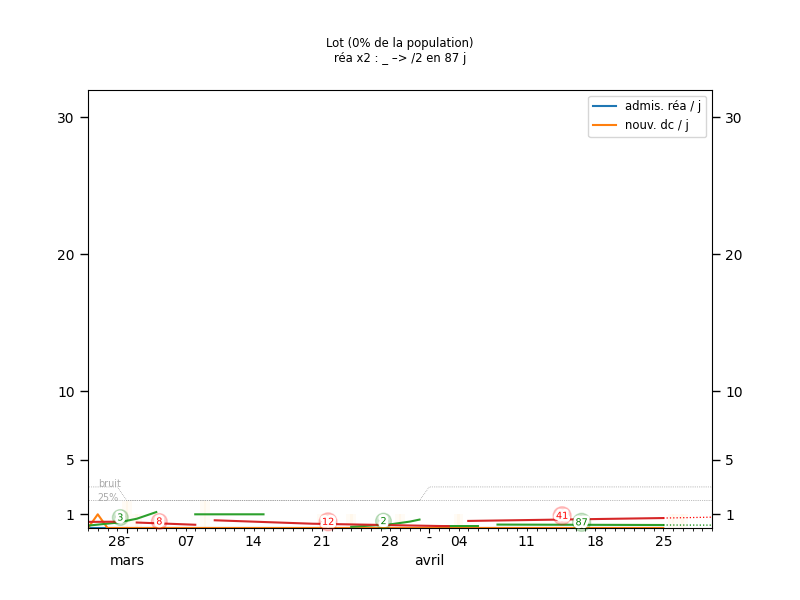 Lot (0% de la population)
réa x2 : _ –> /2 en 87 j
admis. réa / j
nouv. dc / j
30 30
20 20
10 10
5 5
1 1
bruit
25%
3 8 12 2 41 87
28 - 07 14 21 28 - 04 11 18 25
mars avril